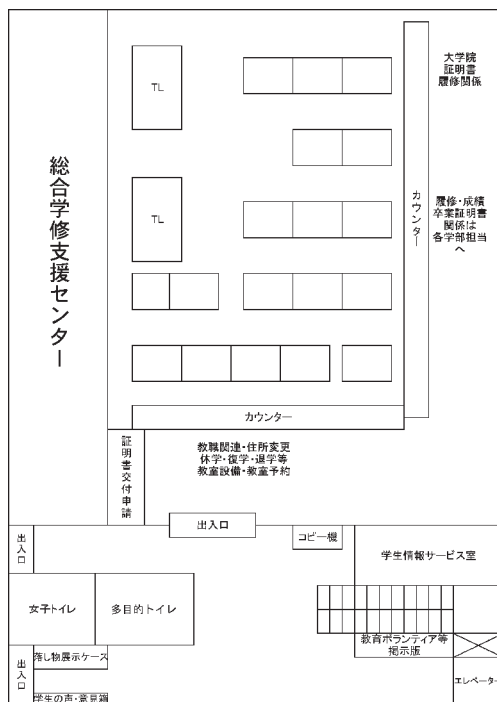 大学院
証明書
履修関係
TL
総合学修支援センター
カウンター
TL
履修・成績
卒業証明書
関係は
各学部担当
へ
カウンター
証明書交付申請
教職関連・住所変更
休学・復学・退学等
教室設備・教室予約
出入口
コピー機
出入口
学生情報サービス室
女子トイレ
多目的トイレ
教育ボランティア等
掲示版
落し物展示ケース
出入口
エレベーター
学生の声・意見箱